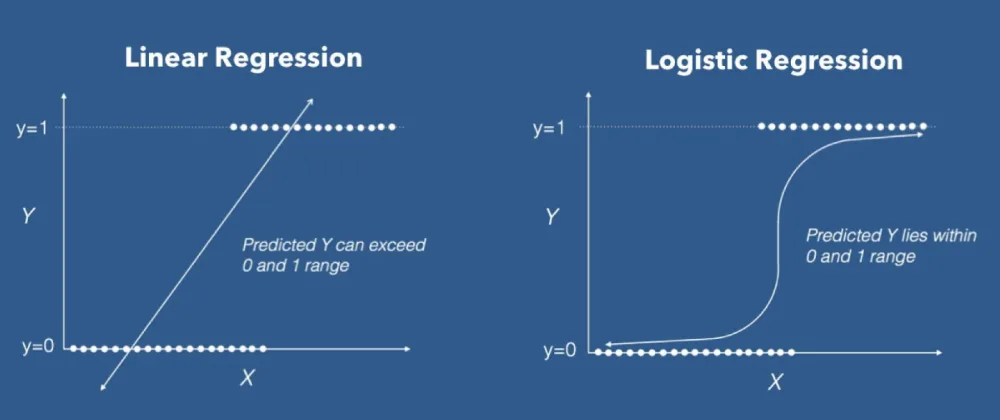 Linear Regression
y=1
Y
Predicted Y can exceed
0 and 1 range
y=0
X
Logistic Regression
y=1
Y
Predicted Y lies within
0 and 1 range
y=0
X